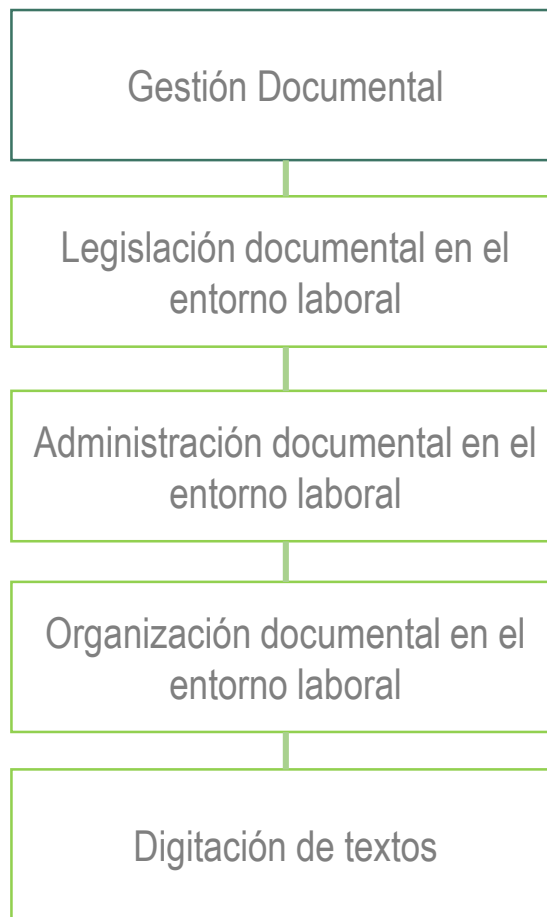 Gestión Documental
Legislación documental en el
entorno laboral
Administración documental en el
entorno laboral
Organización documental en el
entorno laboral
Digitación de textos